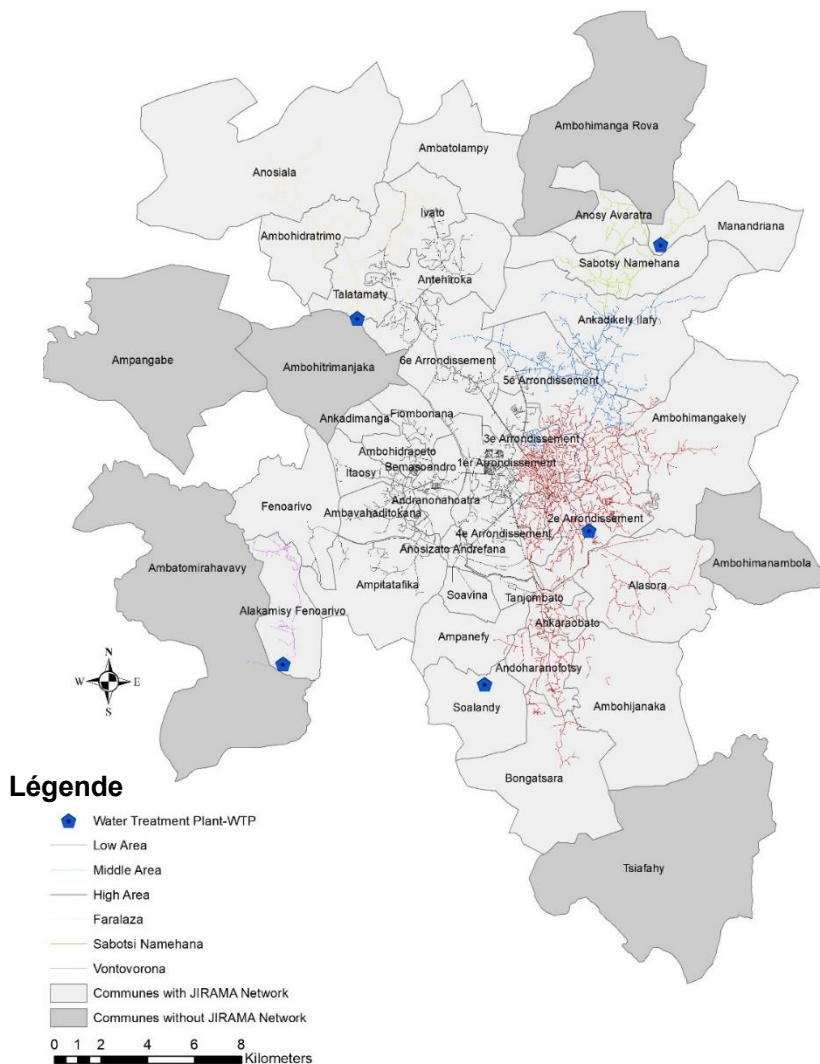 Ambohimanga Rova
Ambatolampy
Anosiala
Ivato
Anosy Avaratra
Manandriana
Ambohidratrimo
Sabotsy Namehana
Antehiroka
Talatamaty
Ankadikely Ilafy
Ampangabe
Ambohitrimanjaka
6e Arrondissement
5e Arrondissement
Ankadimanga
Fiombonana
Ambohimangakely
3e Arrondissement
Ambohidrapeto
1er Arrondissement
Bemasoandro
Itaosy
Fenoarivo
Andranonahoatra
Ambavahaditokana
2e Arrondissement
4e Arrondissement
Anosizato Andrefana
Ambatomirahavavy
Ambohimanambola
Ampitatafika
Alasora
Soavina
Tanjombato
Alakamisy Fenoarivo
Ankaraobato
Ampanefy
Andoharanofotsy
N
W E
S
Soalandy
Ambohijanaka
Bongatsara
Tsiafahy
Légende
Water Treatment Plant-WTP
Low Area
Middle Area
High Area
Faralaza
Sabotsi Namehana
Vontovorona
Communes with JIRAMA Network
Communes without JIRAMA Network
0 1 2 4 6 8
Kilometers